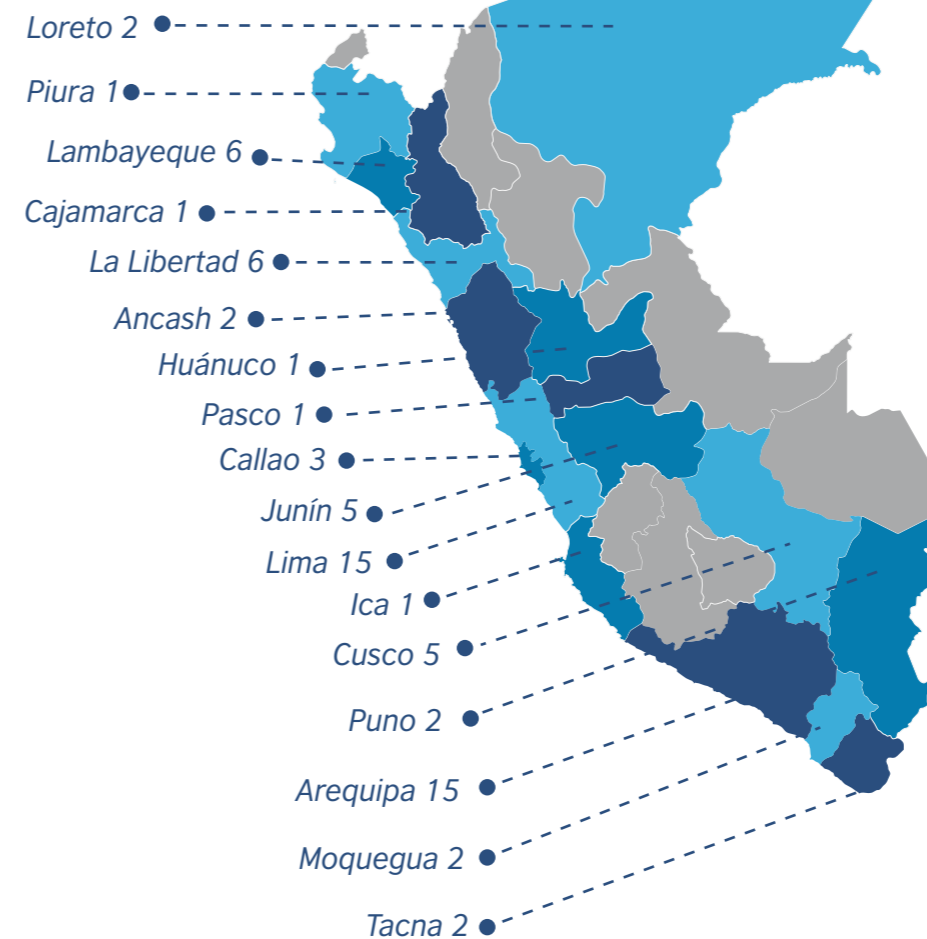 Loreto 2
Piura 1
Lambayeque 6
Cajamarca 1
La Libertad 6
Ancash 2
Huánuco 1
Pasco 1
Callao 3
Junín 5
Lima 15
Ica 1
Cusco 5
Puno 2
Arequipa 15
Moquegua 2
Tacna 2